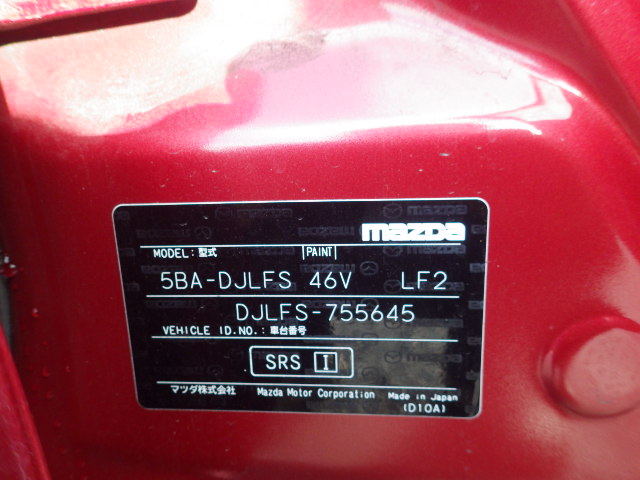 mazda
MODEL:型式 PAINT
5BA-DJLFS 46V LF2
DJLFS-755645
VEHICLE ID.NO.:車台番号
SRS I
マツダ株式会社 Mazda Motor Corporation Made in Japan
(D10A)